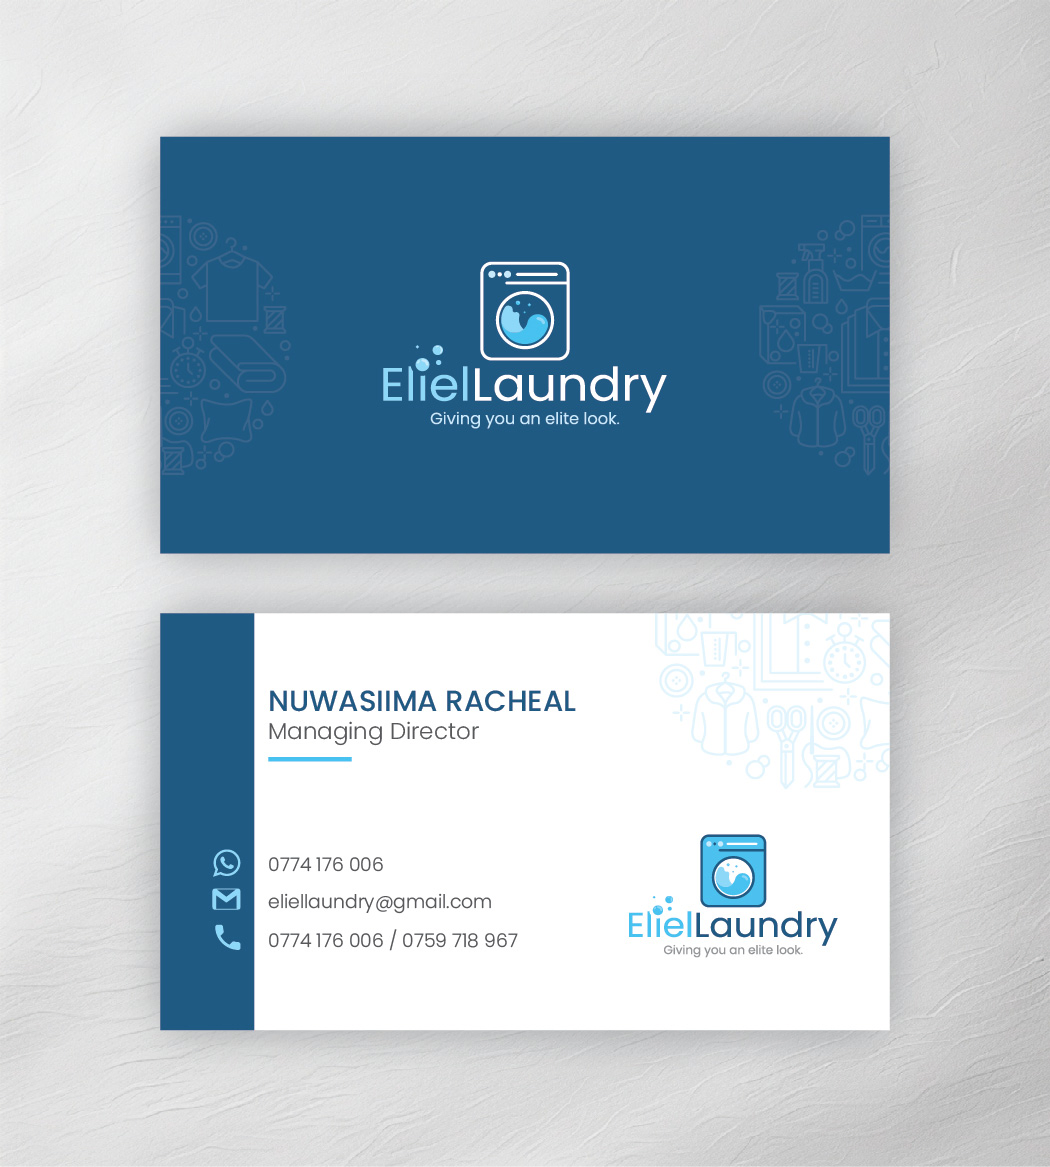 ElielLaundry
Giving you an elite look.
NUWASIIMA RACHEAL
Managing Director
0774 176 006
eliellaundry@gmail.com
0774 176 006 / 0759 718 967
ElielLaundry
Giving you an elite look.